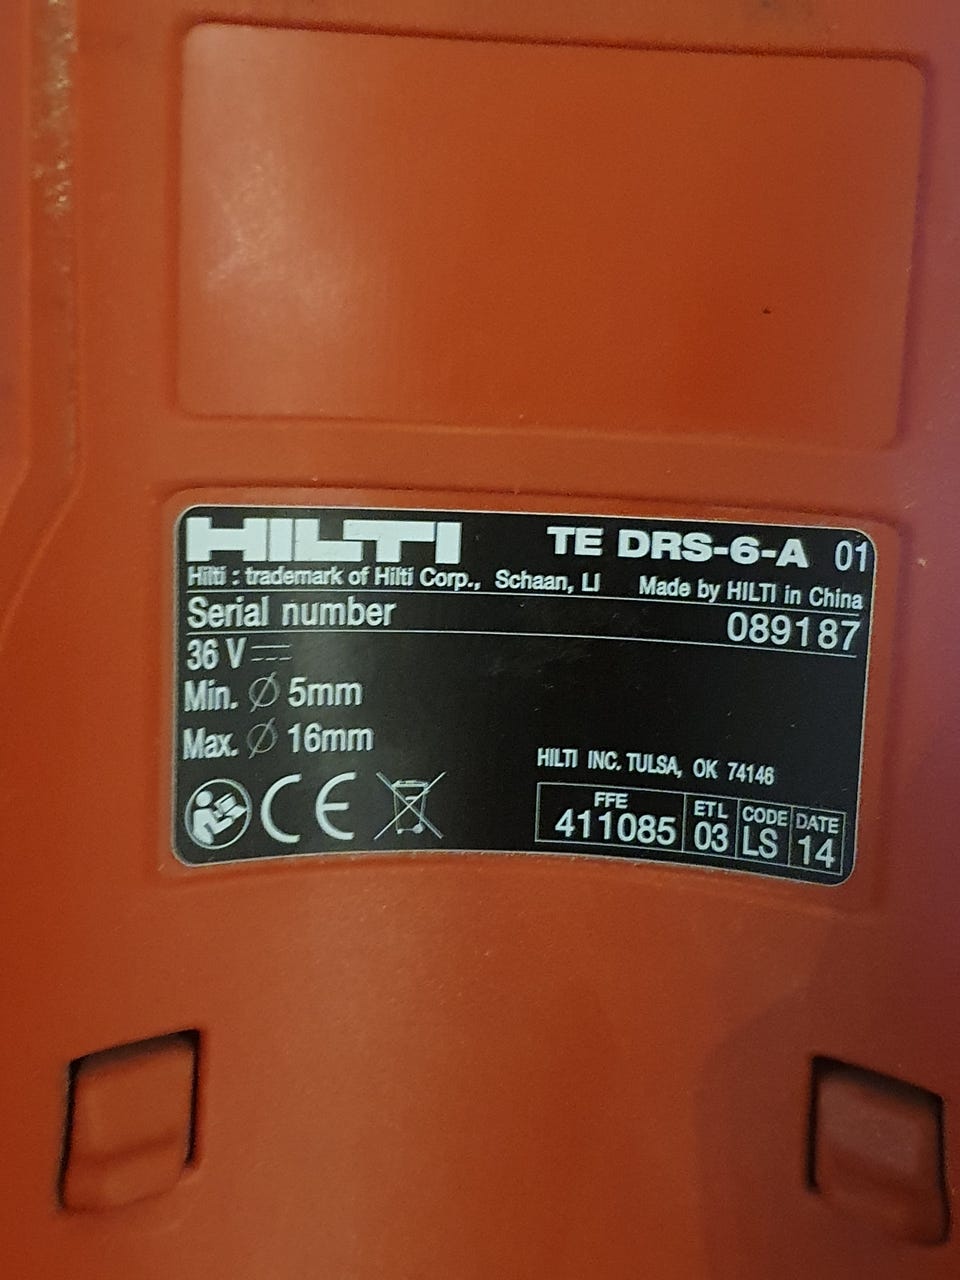 HILTI TE DRS-6-A 01
Hilti : trademark of Hilti Corp., Schaan, LI Made by HILTI in China
Serial number 089187
36 V
Min. ∅ 5mm
Max. ∅ 16mm
HILTI INC. TULSA, OK 74146
CE
FFE ETL CODE DATE
411085 03 LS 14